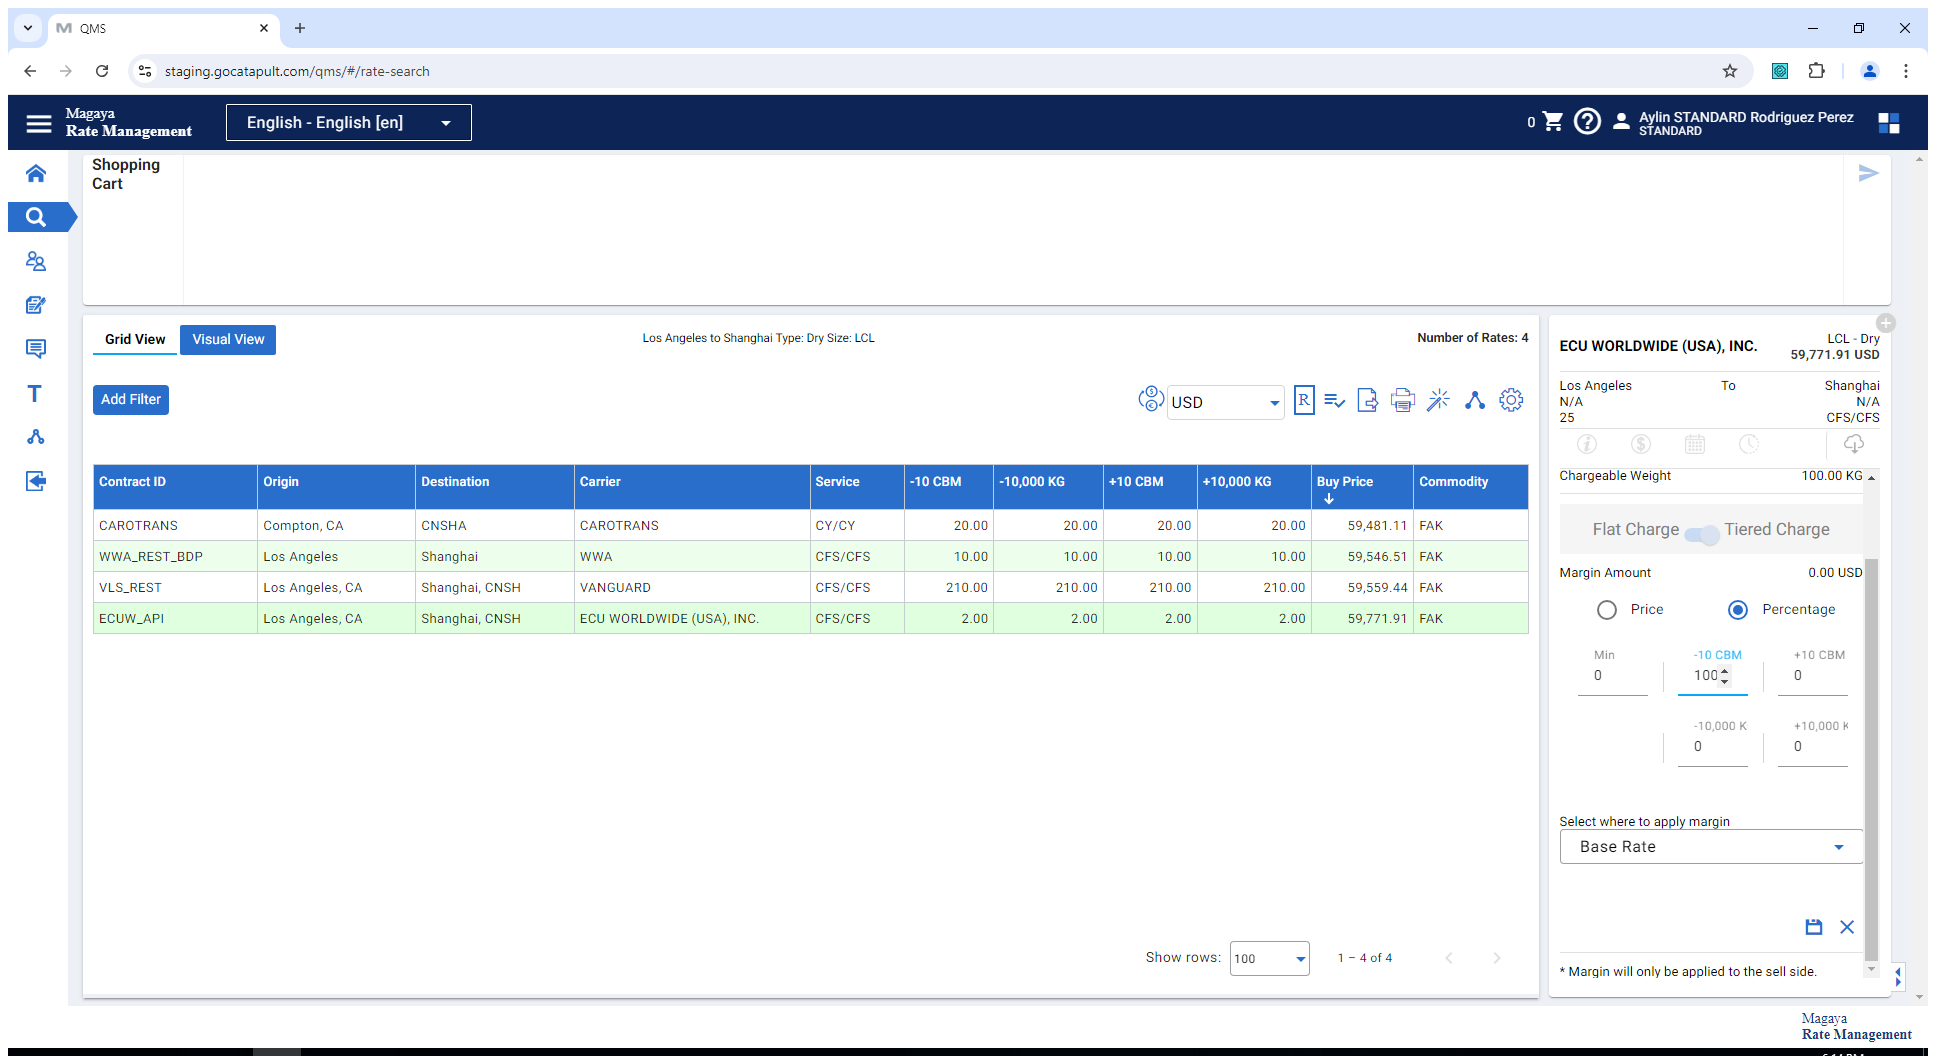 QMS
staging.gocatapult.com/qms/#/rate-search
Magaya
Rate Management
English - English [en]
0
Aylin STANDARD Rodriguez Perez
STANDARD
Shopping
Cart
Grid View
Visual View
Los Angeles to Shanghai Type: Dry Size: LCL
Number of Rates: 4
Add Filter
USD
R
Contract ID Origin Destination Carrier Service -10 CBM -10,000 KG +10 CBM +10,000 KG Buy Price Commodity
CAROTRANS Compton, CA CNSHA CAROTRANS CY/CY 20.00 20.00 20.00 20.00 59,481.11 FAK
WWA_REST_BDP Los Angeles Shanghai WWA CFS/CFS 10.00 10.00 10.00 10.00 59,546.51 FAK
VLS_REST Los Angeles, CA Shanghai, CNSH VANGUARD CFS/CFS 210.00 210.00 210.00 210.00 59,559.44 FAK
ECUW_API Los Angeles, CA Shanghai, CNSH ECU WORLDWIDE (USA), INC. CFS/CFS 2.00 2.00 2.00 2.00 59,771.91 FAK
Show rows: 100 1 – 4 of 4
ECU WORLDWIDE (USA), INC.
LCL - Dry
59,771.91 USD
Los Angeles To Shanghai
N/A N/A
25 CFS/CFS
Chargeable Weight 100.00 KG
Flat Charge Tiered Charge
Margin Amount 0.00 USD
Price Percentage
Min -10 CBM +10 CBM
0 100 0
-10,000 K +10,000 K
0 0
Select where to apply margin
Base Rate
* Margin will only be applied to the sell side.
Magaya
Rate Management